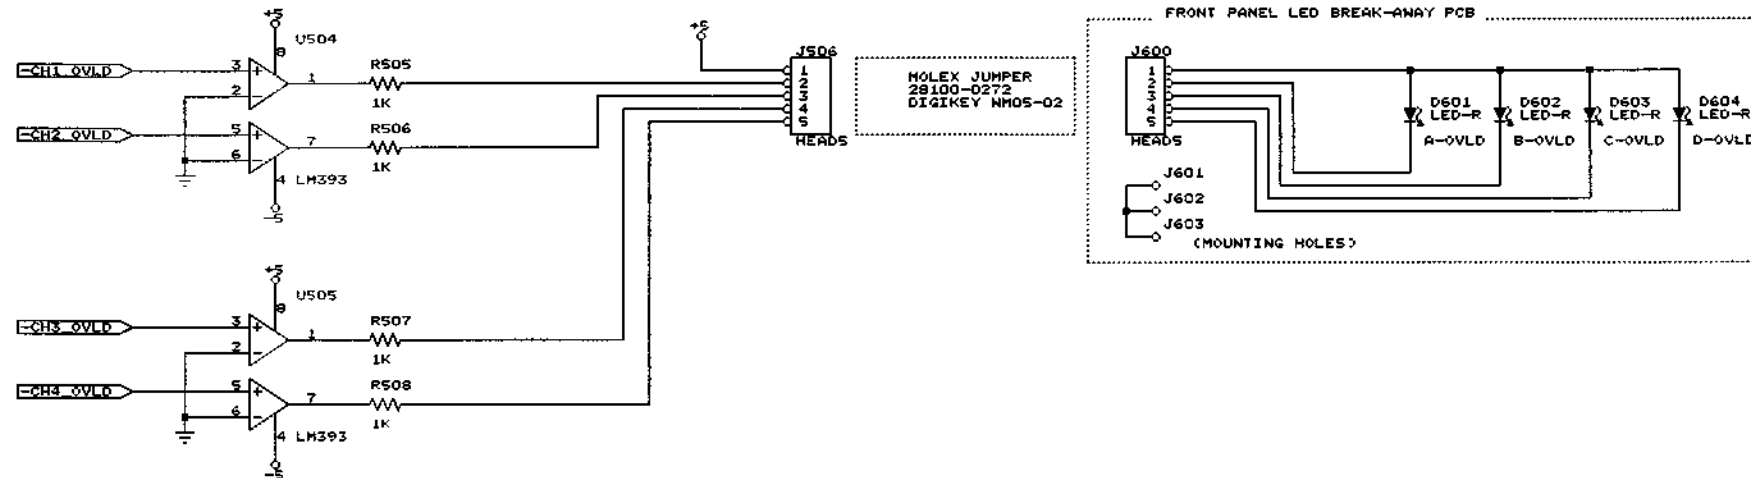 FRONT PANEL LED BREAK-AWAY PCB
+5
U504
8
-CH1_OVLD
3
+
1
R505
1K
2
-
-CH2_OVLD
5
+
7
R506
1K
6
-
4
LM393
-5
+5
J506
1
2
3
4
5
HEAD5
MOLEX JUMPER
28100-0272
DIGIKEY WM05-02
J600
1
2
3
4
5
HEAD5
D601
LED-R
A-OVLD
D602
LED-R
B-OVLD
D603
LED-R
C-OVLD
D604
LED-R
D-OVLD
J601
J602
J603
(MOUNTING HOLES)
+5
U505
8
-CH3_OVLD
3
+
1
R507
1K
2
-
-CH4_OVLD
5
+
7
R508
1K
6
-
4
LM393
-5